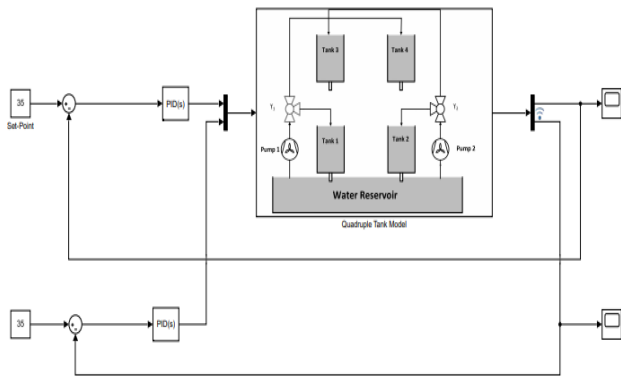 Tank 3
Tank 4
Y₁
Y₂
35
Set-Point
PID(s)
Pump 1
Tank 1
Tank 2
Pump 2
Water Reservoir
Quadruple Tank Model
35
PID(s)